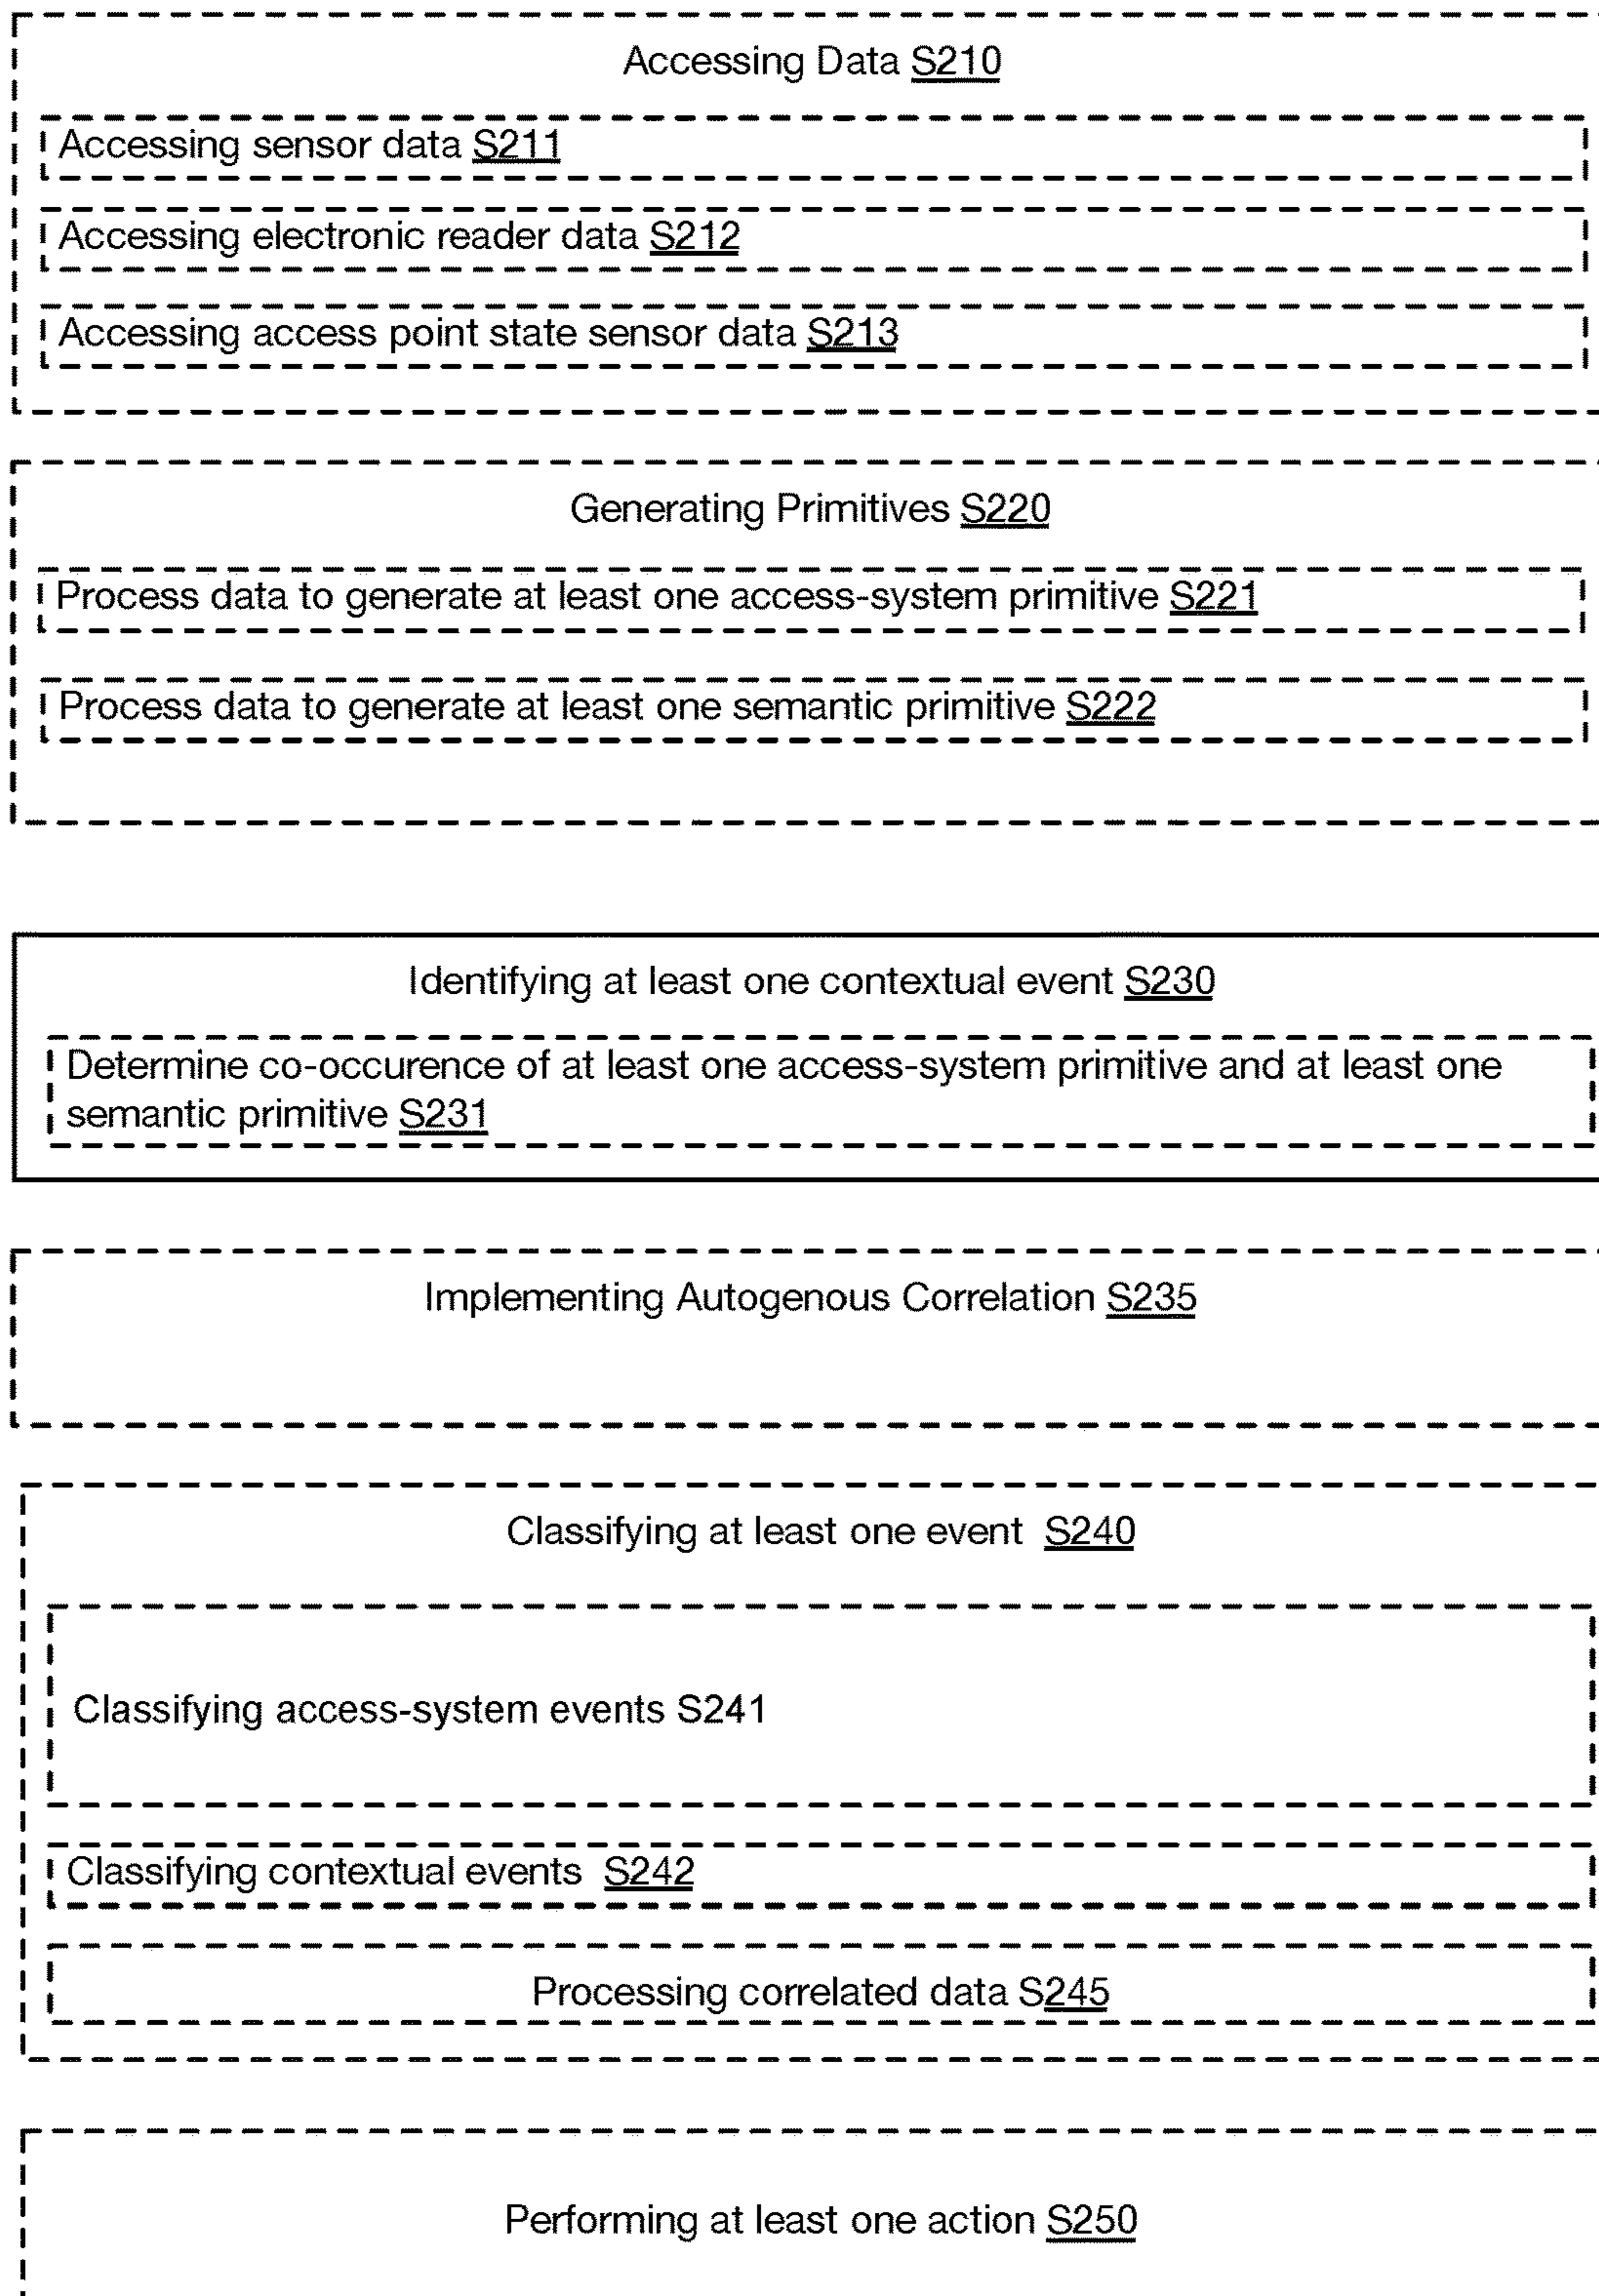 Accessing Data S210
Accessing sensor data S211
Accessing electronic reader data S212
Accessing access point state sensor data S213
Generating Primitives S220
Process data to generate at least one access-system primitive S221
Process data to generate at least one semantic primitive S222
Identifying at least one contextual event S230
Determine co-occurence of at least one access-system primitive and at least one
semantic primitive S231
Implementing Autogenous Correlation S235
Classifying at least one event S240
Classifying access-system events S241
Classifying contextual events S242
Processing correlated data S245
Performing at least one action S250